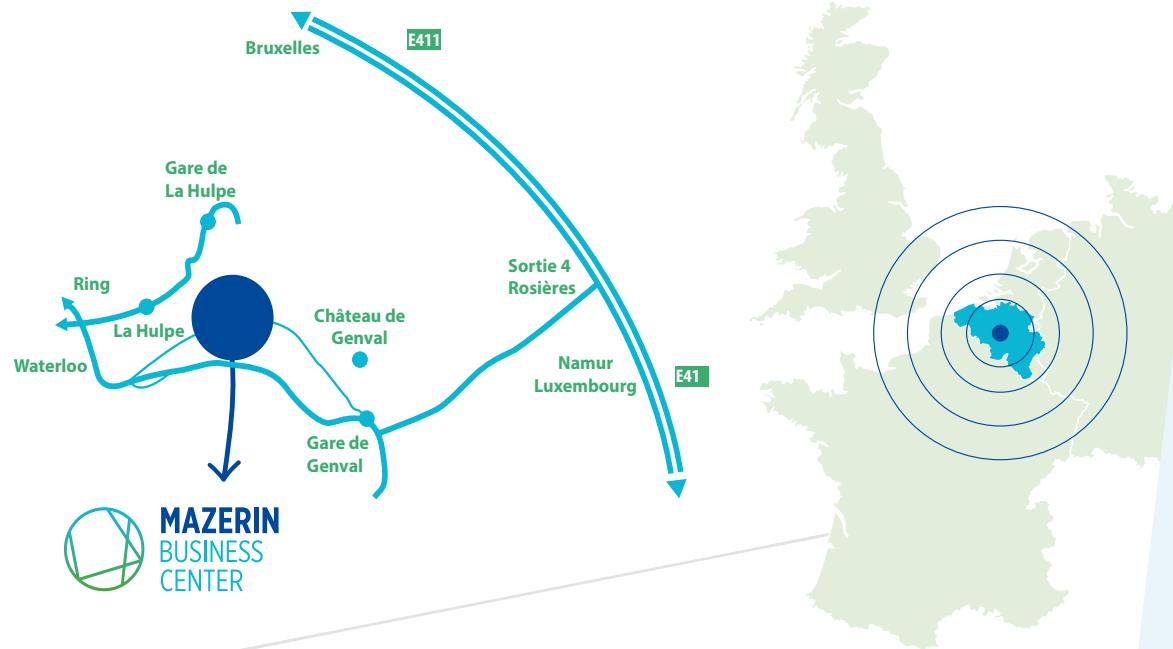 E411
Bruxelles
Gare de
La Hulpe
Ring
La Hulpe
Waterloo
Château de
Genval
Sortie 4
Rosières
Namur
Luxembourg
E41
Gare de
Genval
MAZERIN
BUSINESS
CENTER